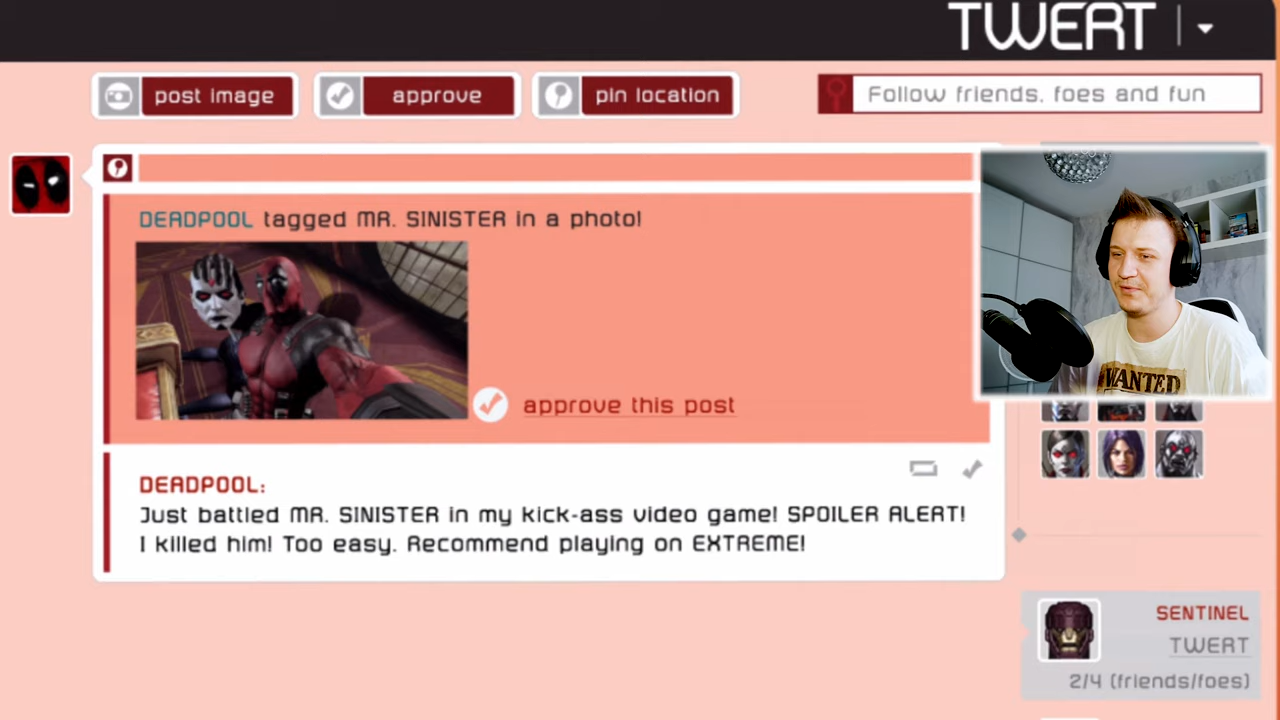 TWERT
post image
approve
pin location
Follow friends, foes and fun
DEADPOOL tagged MR. SINISTER in a photo!
approve this post
DEADPOOL:
Just battled MR. SINISTER in my kick-ass video game! SPOILER ALERT!
I killed him! Too easy. Recommend playing on EXTREME!
WANTED
SENTINEL
TWERT
2/4 (friends/foes)